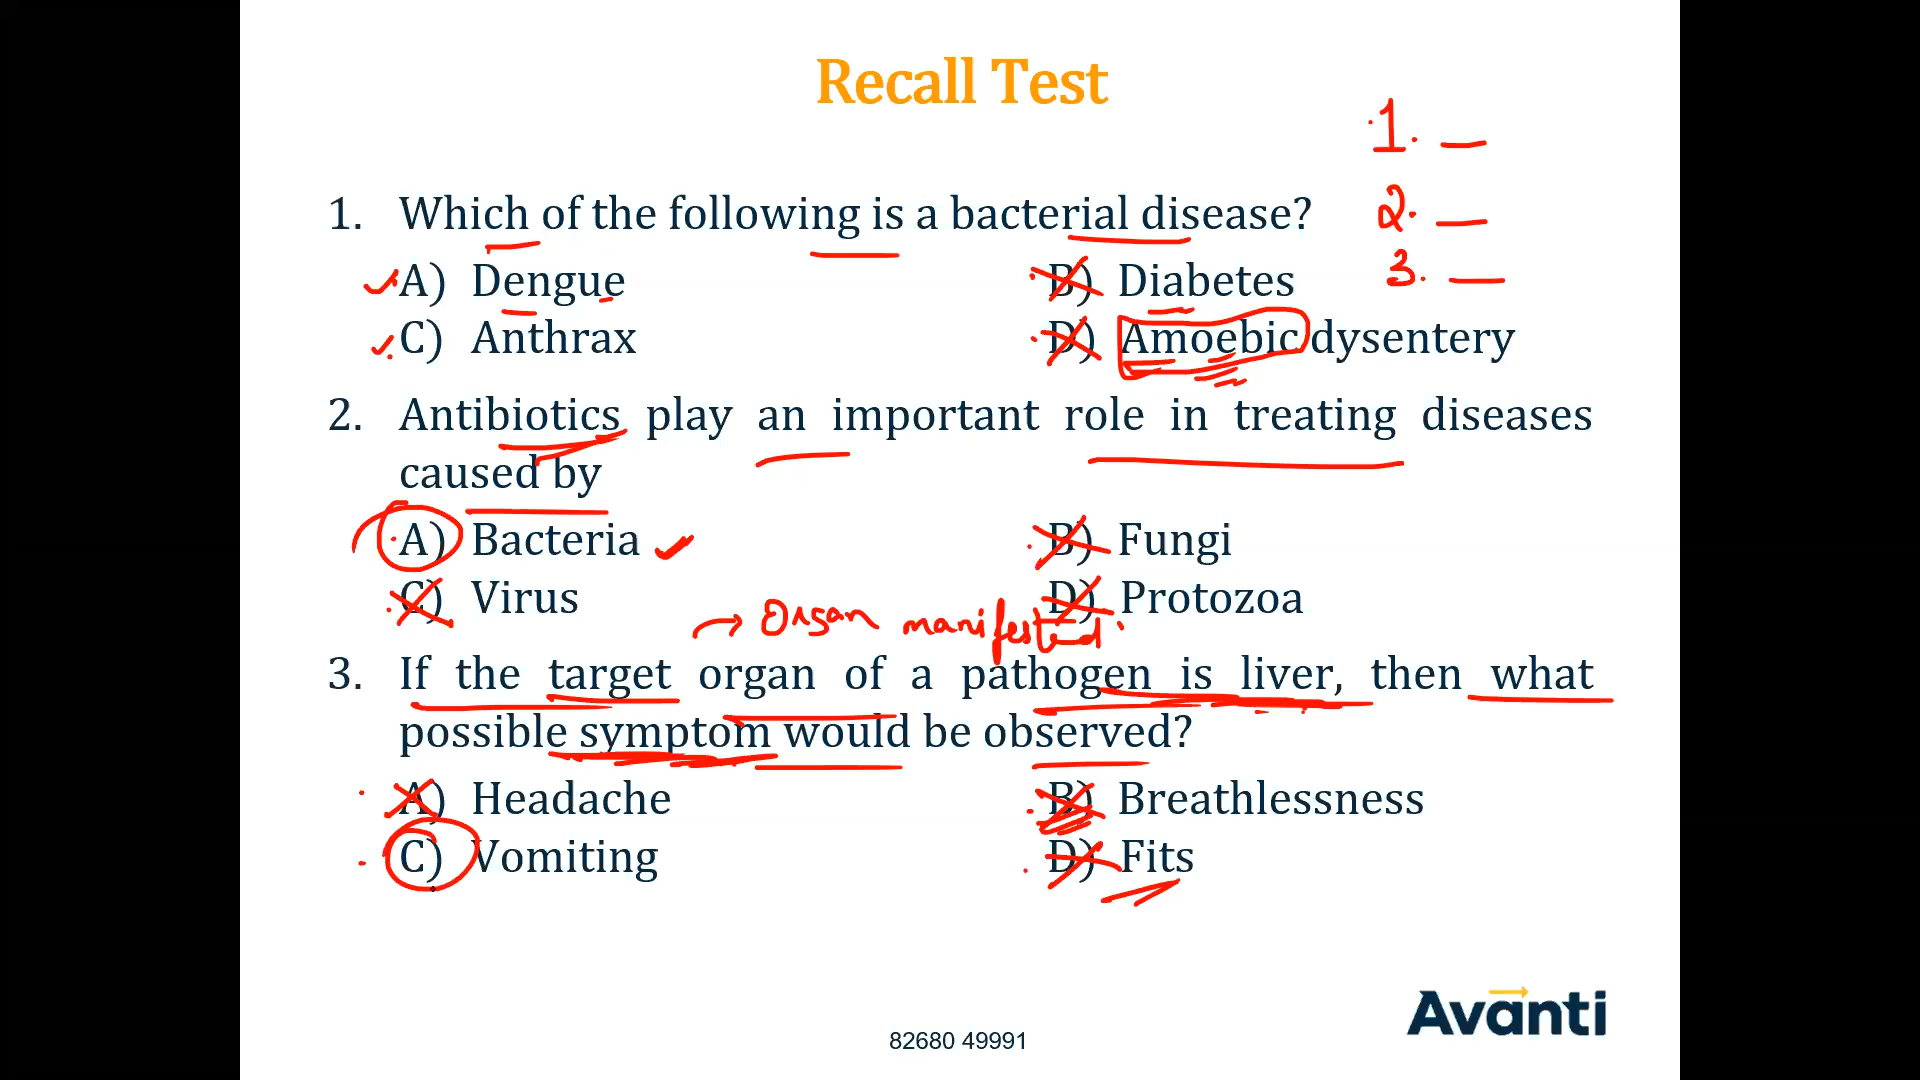 Recall Test
1. _
1. Which of the following is a bacterial disease?
2. _
A) Dengue B) Diabetes
3. _
C) Anthrax D) Amoebic dysentery
2. Antibiotics play an important role in treating diseases
caused by
A) Bacteria B) Fungi
C) Virus D) Protozoa
→ Organ manifested
3. If the target organ of a pathogen is liver, then what
possible symptom would be observed?
A) Headache B) Breathlessness
C) Vomiting D) Fits
Avanti
82680 49991